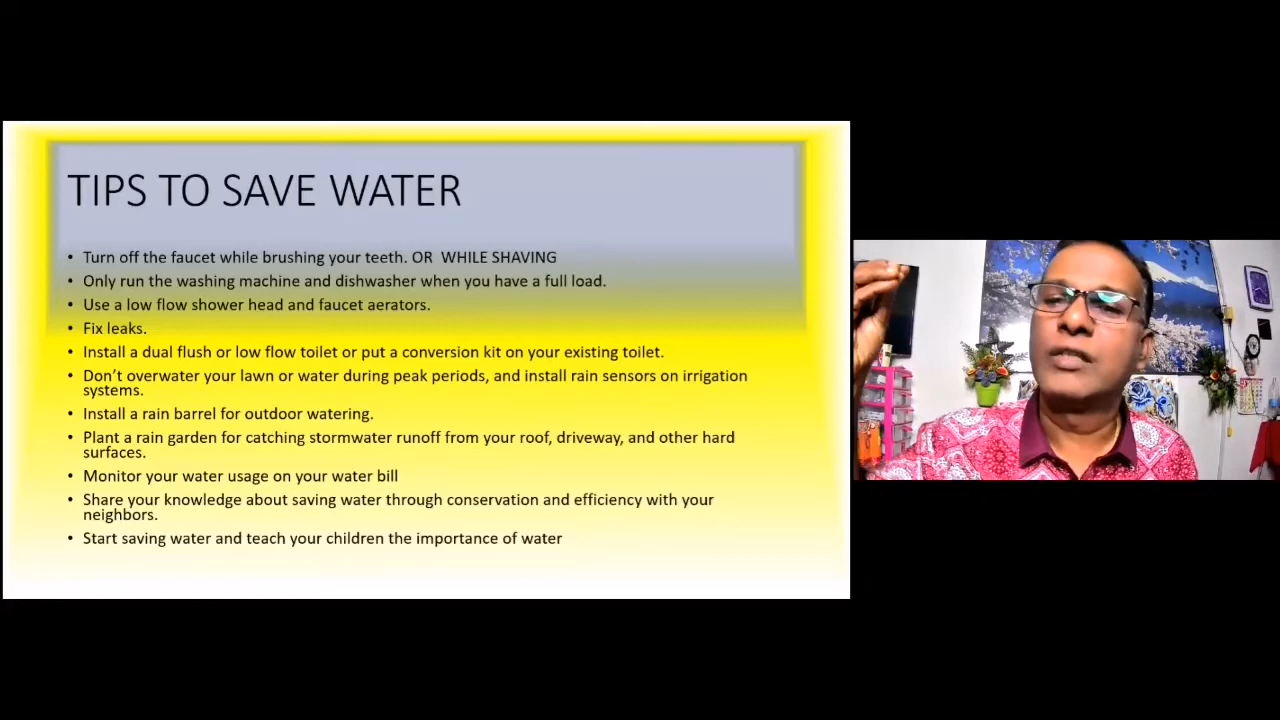 TIPS TO SAVE WATER
• Turn off the faucet while brushing your teeth. OR WHILE SHAVING
• Only run the washing machine and dishwasher when you have a full load.
• Use a low flow shower head and faucet aerators.
• Fix leaks.
• Install a dual flush or low flow toilet or put a conversion kit on your existing toilet.
• Don’t overwater your lawn or water during peak periods, and install rain sensors on irrigation
systems.
• Install a rain barrel for outdoor watering.
• Plant a rain garden for catching stormwater runoff from your roof, driveway, and other hard
surfaces.
• Monitor your water usage on your water bill
• Share your knowledge about saving water through conservation and efficiency with your
neighbors.
• Start saving water and teach your children the importance of water